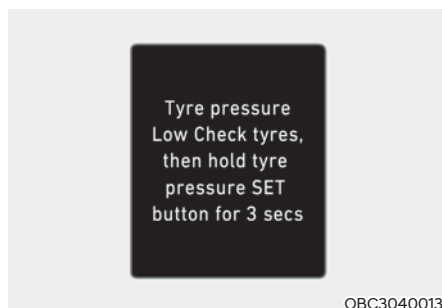 Tyre pressure
Low Check tyres,
then hold tyre
pressure SET
button for 3 secs
OBC3040013